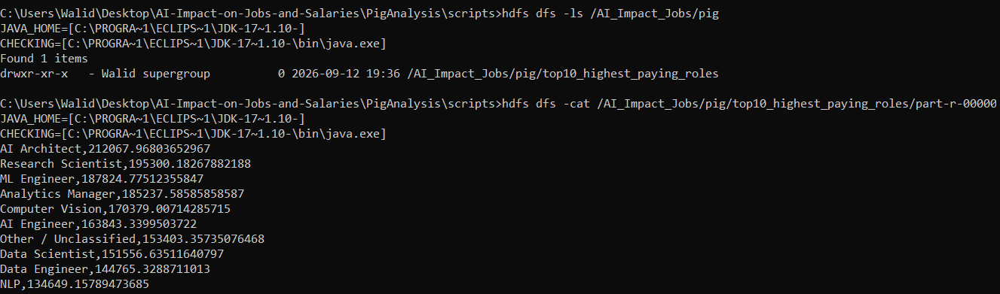 C:\Users\Walid\Desktop\AI-Impact-on-Jobs-and-Salaries\PigAnalysis\scripts>hdfs dfs -ls /AI_Impact_Jobs/pig
JAVA_HOME=[C:\PROGRA~1\ECLIPS~1\JDK-17~1.10-]
CHECKING=[C:\PROGRA~1\ECLIPS~1\JDK-17~1.10-\bin\java.exe]
Found 1 items
drwxr-xr-x   - Walid supergroup          0 2026-09-12 19:36 /AI_Impact_Jobs/pig/top10_highest_paying_roles
C:\Users\Walid\Desktop\AI-Impact-on-Jobs-and-Salaries\PigAnalysis\scripts>hdfs dfs -cat /AI_Impact_Jobs/pig/top10_highest_paying_roles/part-r-00000
JAVA_HOME=[C:\PROGRA~1\ECLIPS~1\JDK-17~1.10-]
CHECKING=[C:\PROGRA~1\ECLIPS~1\JDK-17~1.10-\bin\java.exe]
AI Architect,212067.96803652967
Research Scientist,195300.18267882188
ML Engineer,187824.77512355847
Analytics Manager,185237.58585858587
Computer Vision,170379.00714285715
AI Engineer,163843.3399503722
Other / Unclassified,153403.35735076468
Data Scientist,151556.63511640797
Data Engineer,144765.3288711013
NLP,134649.15789473685